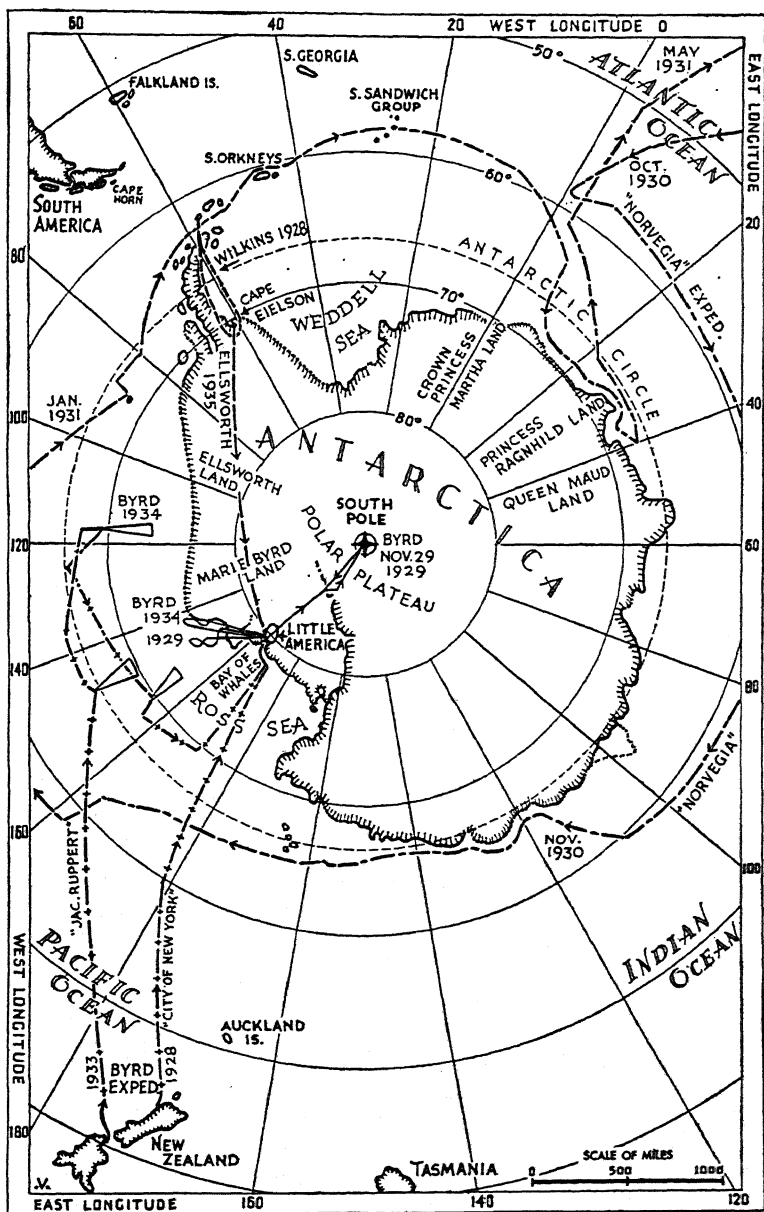 WEST LONGITUDE
60
40
20
0
50°
MAY
1931
ATLANTIC
OCEAN
EAST LONGITUDE
S. GEORGIA
FALKLAND IS.
S. SANDWICH
GROUP
S. ORKNEYS
60°
OCT.
1930
CAPE
HORN
SOUTH
AMERICA
"NORVEGIA" EXPED.
20
80
WILKINS 1928
ANTARCTIC CIRCLE
CAPE
EIELSON
WEDDELL
SEA
70°
ELLSWORTH
1935
CROWN
PRINCESS
MARTHA LAND
JAN.
1931
40
100
80°
PRINCESS
RAGNHILD LAND
ANTARCTICA
ELLSWORTH
LAND
QUEEN MAUD
LAND
BYRD
1934
SOUTH
POLE
BYRD
NOV. 29
1929
120
60
POLAR
PLATEAU
MARIE BYRD
LAND
BYRD
1934
1929
LITTLE
AMERICA
BAY OF
WHALES
140
80
ROSS
SEA
"NORVEGIA"
160
NOV.
1930
100
"JAC. RUPPERT"
"CITY OF NEW YORK"
WEST LONGITUDE
PACIFIC
OCEAN
INDIAN
OCEAN
AUCKLAND
IS.
1933
BYRD
EXPED.
1928
180
NEW
ZEALAND
TASMANIA
SCALE OF MILES
0
500
1000
.V.
EAST LONGITUDE
160
140
120